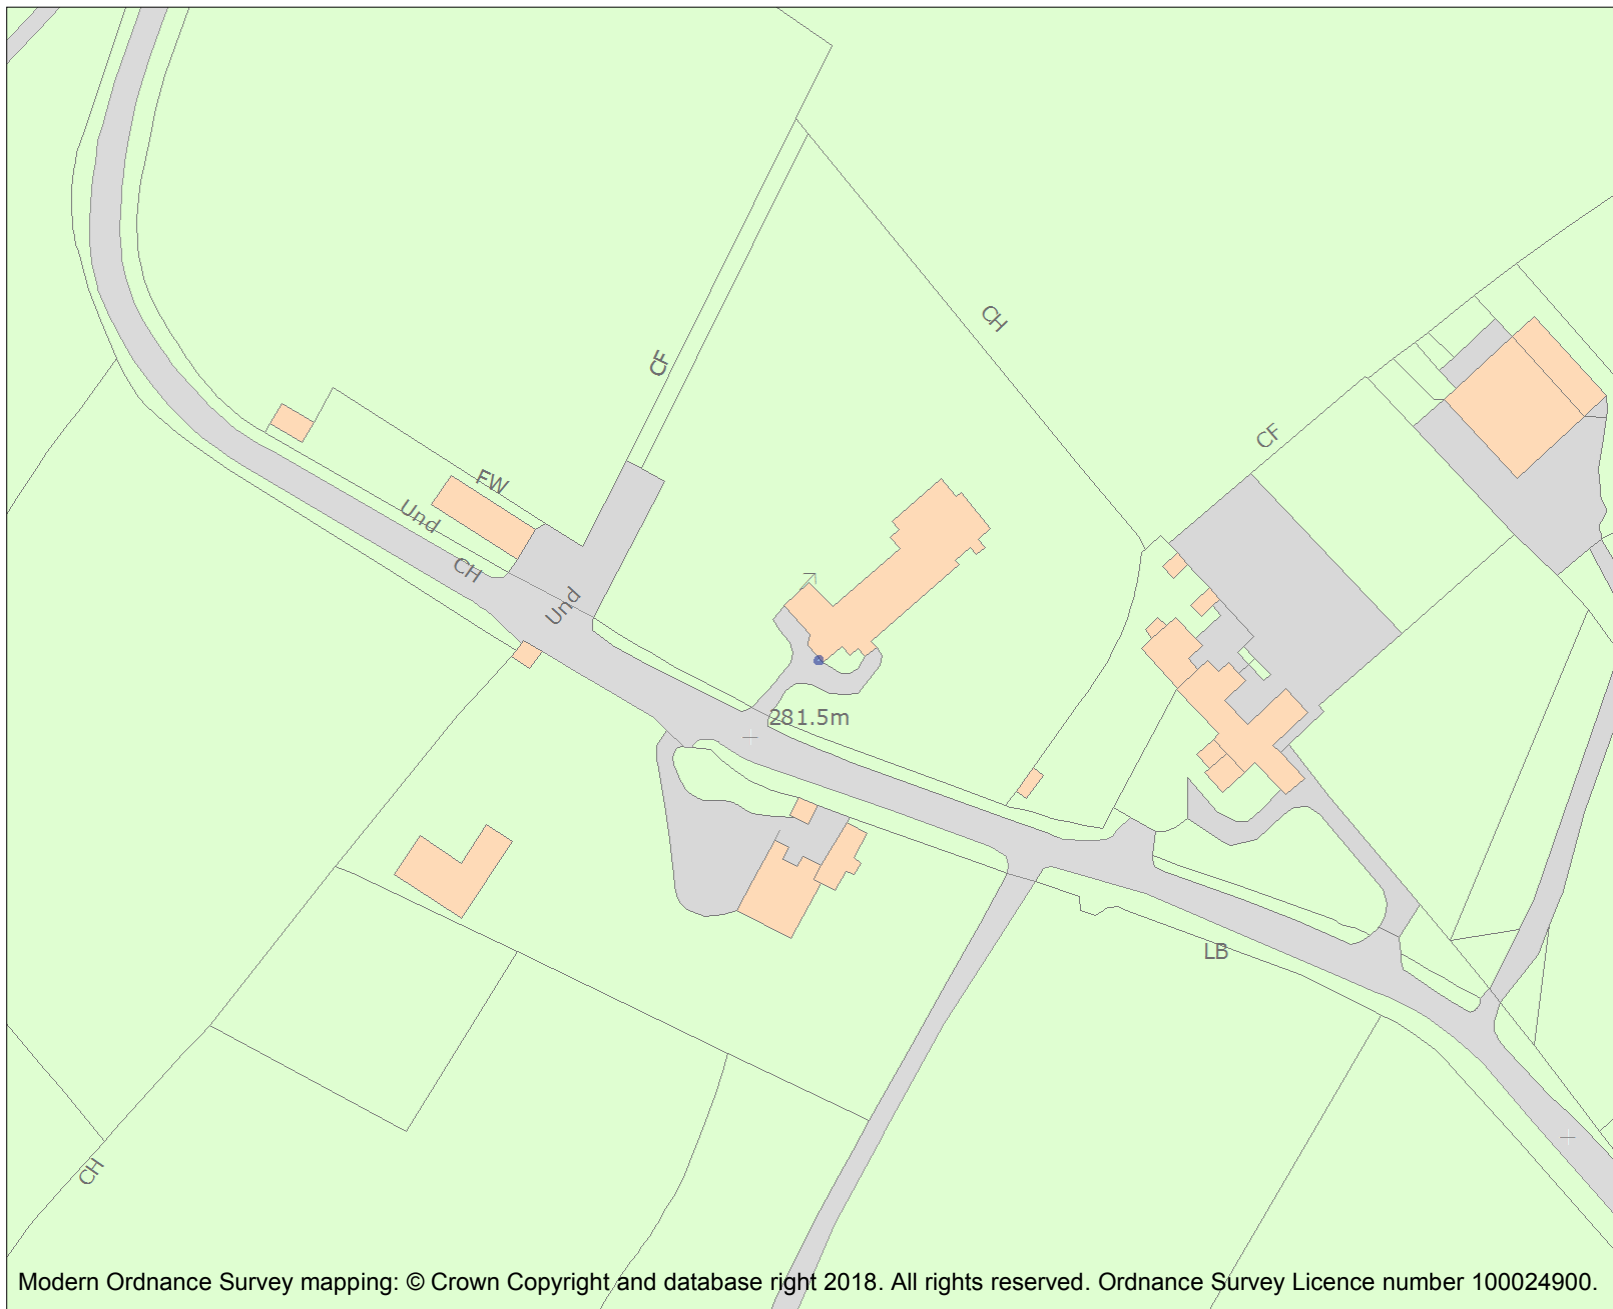 CH
CF
CF
FW
Und
CH
Und
281.5m
LB
CH
Modern Ordnance Survey mapping: © Crown Copyright and database right 2018. All rights reserved. Ordnance Survey Licence number 100024900.